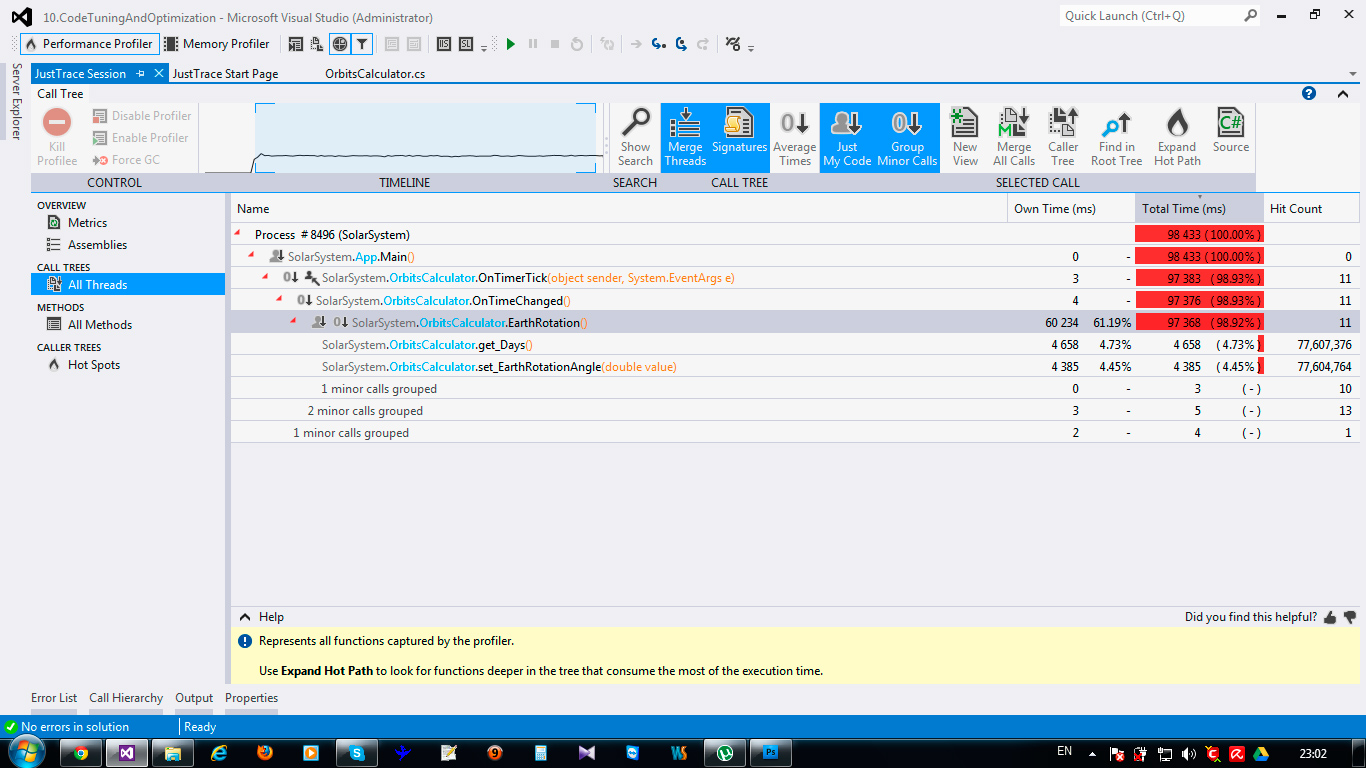 10.CodeTuningAndOptimization - Microsoft Visual Studio (Administrator)
Quick Launch (Ctrl+Q)
Performance Profiler
Memory Profiler
Server Explorer
JustTrace Session
JustTrace Start Page
OrbitsCalculator.cs
Call Tree
Kill Profilee
Disable Profiler
Enable Profiler
Force GC
Show Search
Merge Threads
Signatures
Average Times
Just My Code
Group Minor Calls
New View
Merge All Calls
Caller Tree
Find in Root Tree
Expand Hot Path
Source
CONTROL
TIMELINE
SEARCH
CALL TREE
SELECTED CALL
OVERVIEW
Metrics
Assemblies
CALL TREES
All Threads
METHODS
All Methods
CALLER TREES
Hot Spots
Name Own Time (ms) Total Time (ms) Hit Count
Process # 8496 (SolarSystem) 98 433 ( 100.00% )
SolarSystem.App.Main() 0 - 98 433 ( 100.00% ) 0
SolarSystem.OrbitsCalculator.OnTimerTick(object sender, System.EventArgs e) 3 - 97 383 ( 98.93% ) 11
SolarSystem.OrbitsCalculator.OnTimeChanged() 4 - 97 376 ( 98.93% ) 11
SolarSystem.OrbitsCalculator.EarthRotation() 60 234 61.19% 97 368 ( 98.92% ) 11
SolarSystem.OrbitsCalculator.get_Days() 4 658 4.73% 4 658 ( 4.73% ) 77,607,376
SolarSystem.OrbitsCalculator.set_EarthRotationAngle(double value) 4 385 4.45% 4 385 ( 4.45% ) 77,604,764
1 minor calls grouped 0 - 3 ( - ) 10
2 minor calls grouped 3 - 5 ( - ) 13
1 minor calls grouped 2 - 4 ( - ) 1
Help
Did you find this helpful?
Represents all functions captured by the profiler.
Use Expand Hot Path to look for functions deeper in the tree that consume the most of the execution time.
Error List Call Hierarchy Output Properties
No errors in solution
Ready
EN
23:02